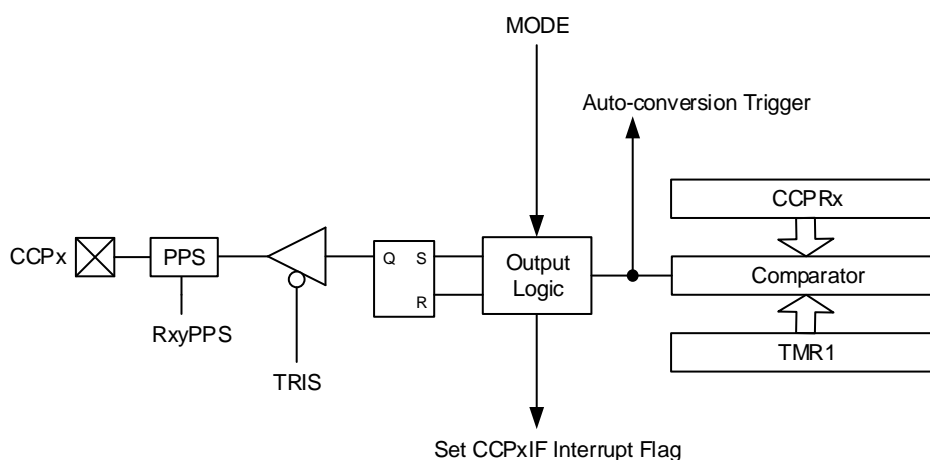 MODE
Auto-conversion Trigger
CCPRx
CCPx
PPS
Q
S
R
Output
Logic
Comparator
RxyPPS
TRIS
TMR1
Set CCPxIF Interrupt Flag